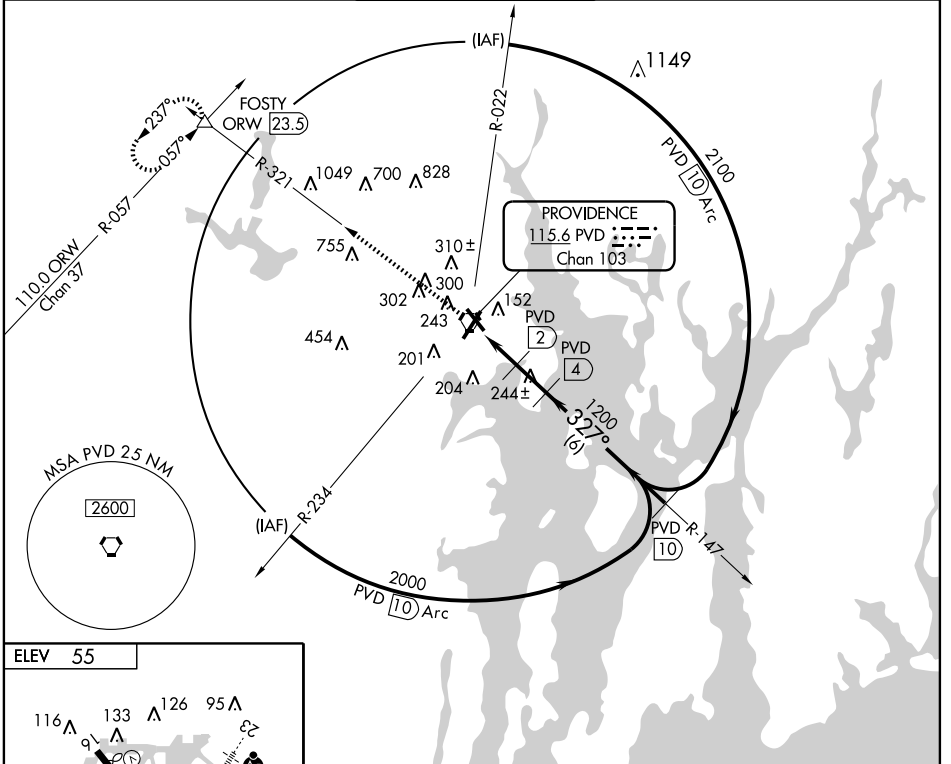 (IAF)
1149
R-022
237°
FOSTY
ORW 23.5
057°
R-321
1049
700
828
2100
PVD 10 Arc
R-057
110.0 ORW
Chan 37
PROVIDENCE
115.6 PVD
Chan 103
755
310±
300
302
243
152
PVD
2
PVD
4
454
201
204
244±
1200
327°
(6)
MSA PVD 25 NM
2600
R-234
(IAF)
PVD
10
R-147
2000
PVD 10 Arc
ELEV 55
116
133
126
95
16
23
V